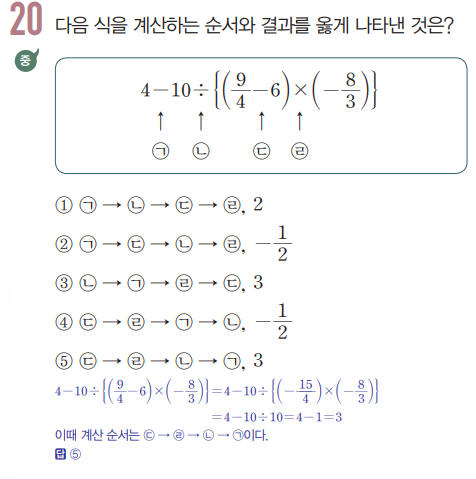 20 다음 식을 계산하는 순서와 결과를 옳게 나타낸 것은?
중
4－10÷{(9/4－6)×(－8/3)}
↑ ↑ ↑ ↑
㉠ ㉡ ㉢ ㉣
① ㉠ → ㉡ → ㉢ → ㉣, 2
② ㉠ → ㉢ → ㉡ → ㉣, －1/2
③ ㉡ → ㉠ → ㉣ → ㉢, 3
④ ㉢ → ㉣ → ㉠ → ㉡, －1/2
⑤ ㉢ → ㉣ → ㉡ → ㉠, 3
4－10÷{(9/4－6)×(－8/3)}＝4－10÷{(－15/4)×(－8/3)}
＝4－10÷10＝4－1＝3
이때 계산 순서는 ㉢ → ㉣ → ㉡ → ㉠이다.
답 ⑤